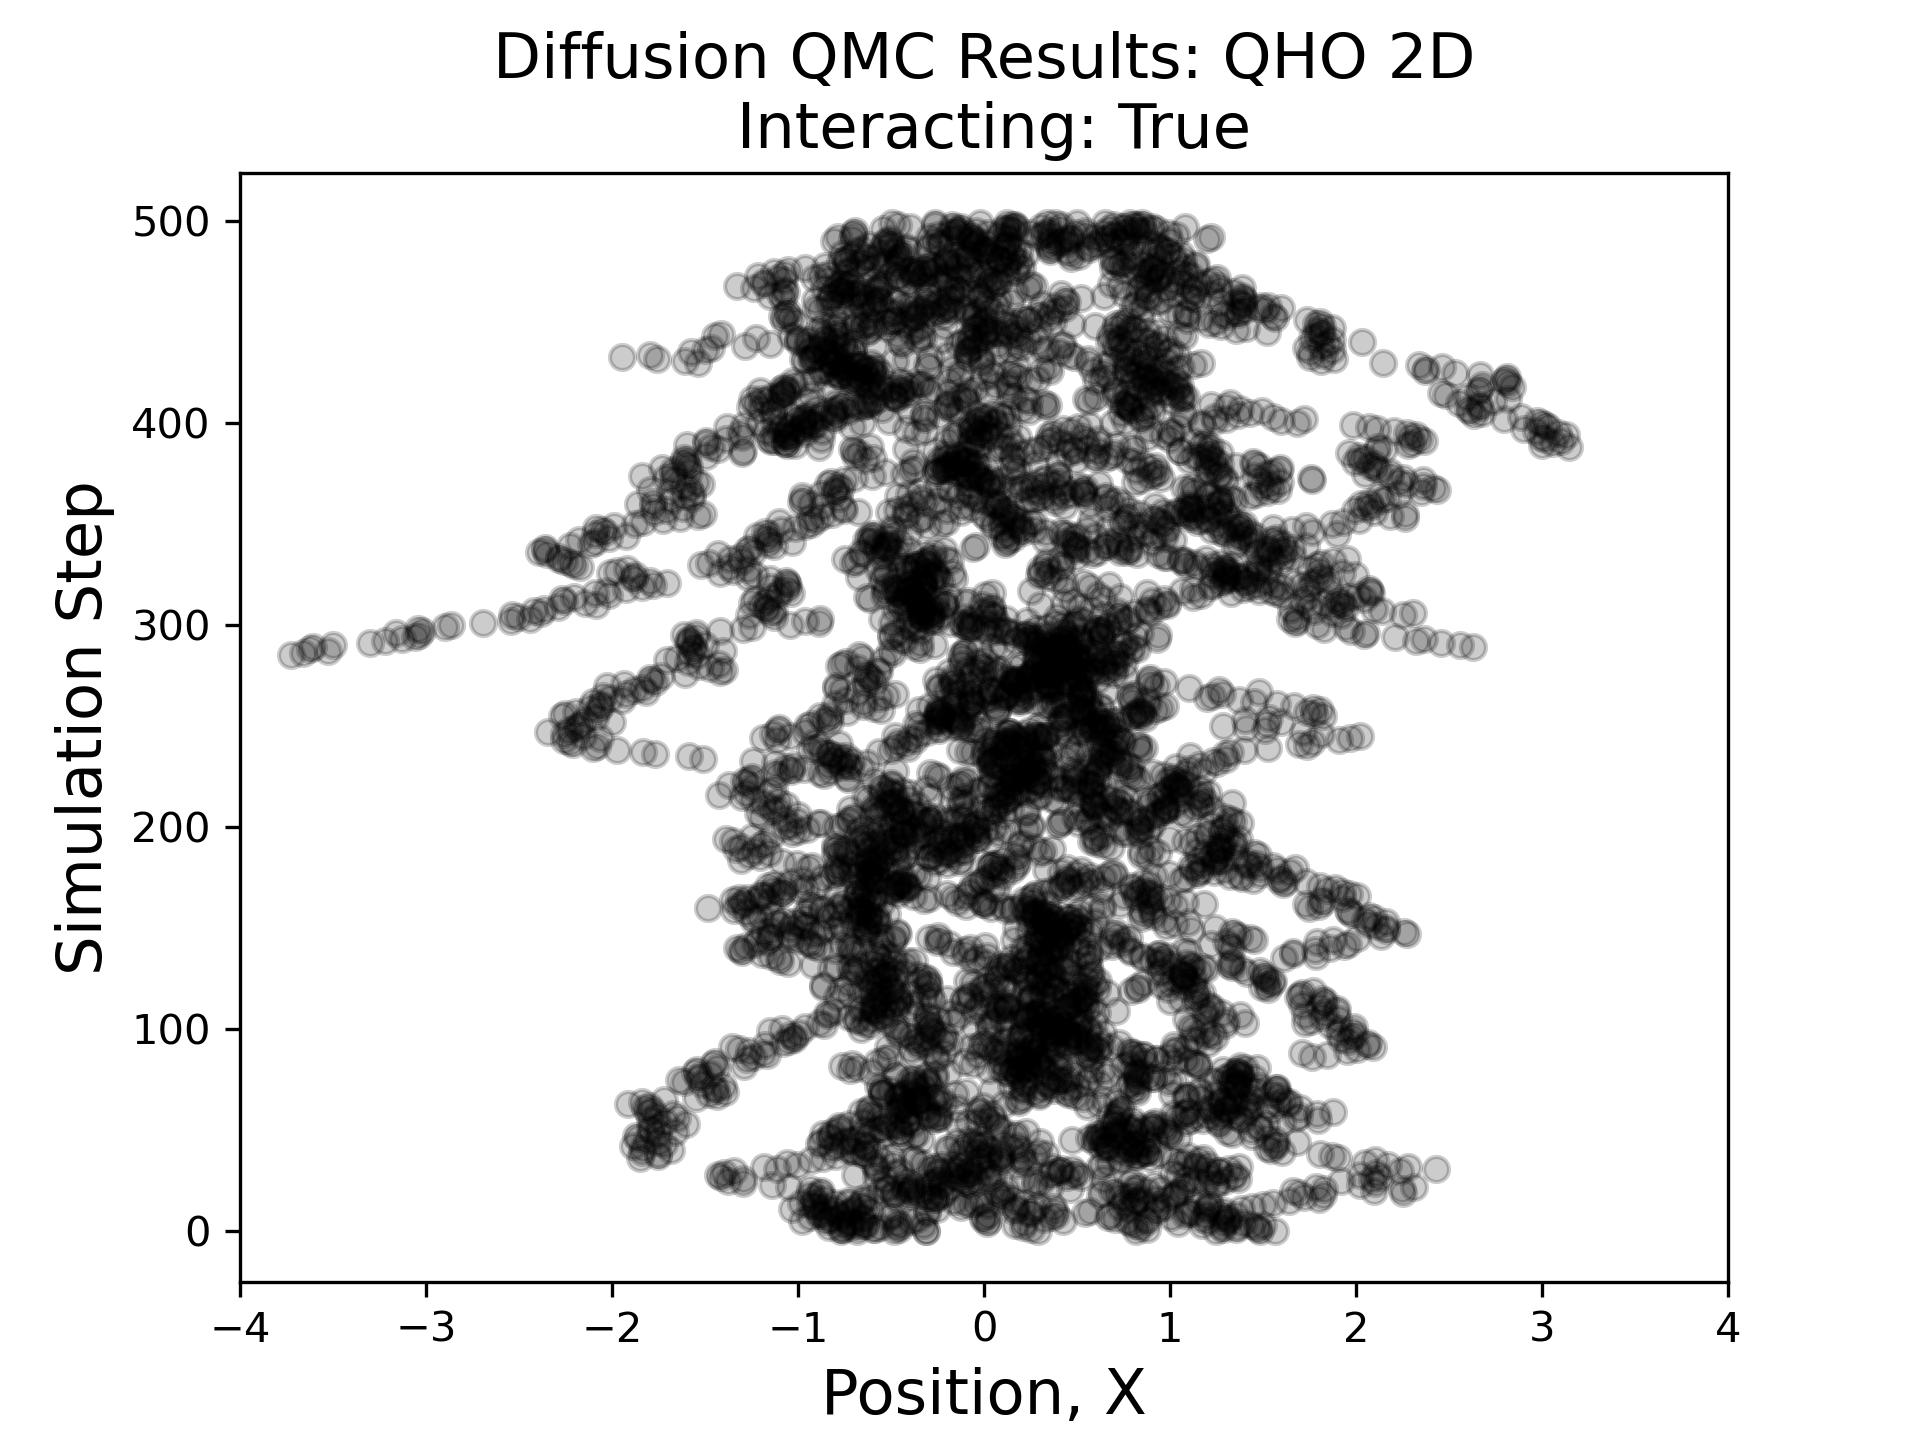 Diffusion QMC Results: QHO 2D
Interacting: True
Simulation Step
500
400
300
200
100
0
−4 −3 −2 −1 0 1 2 3 4
Position, X